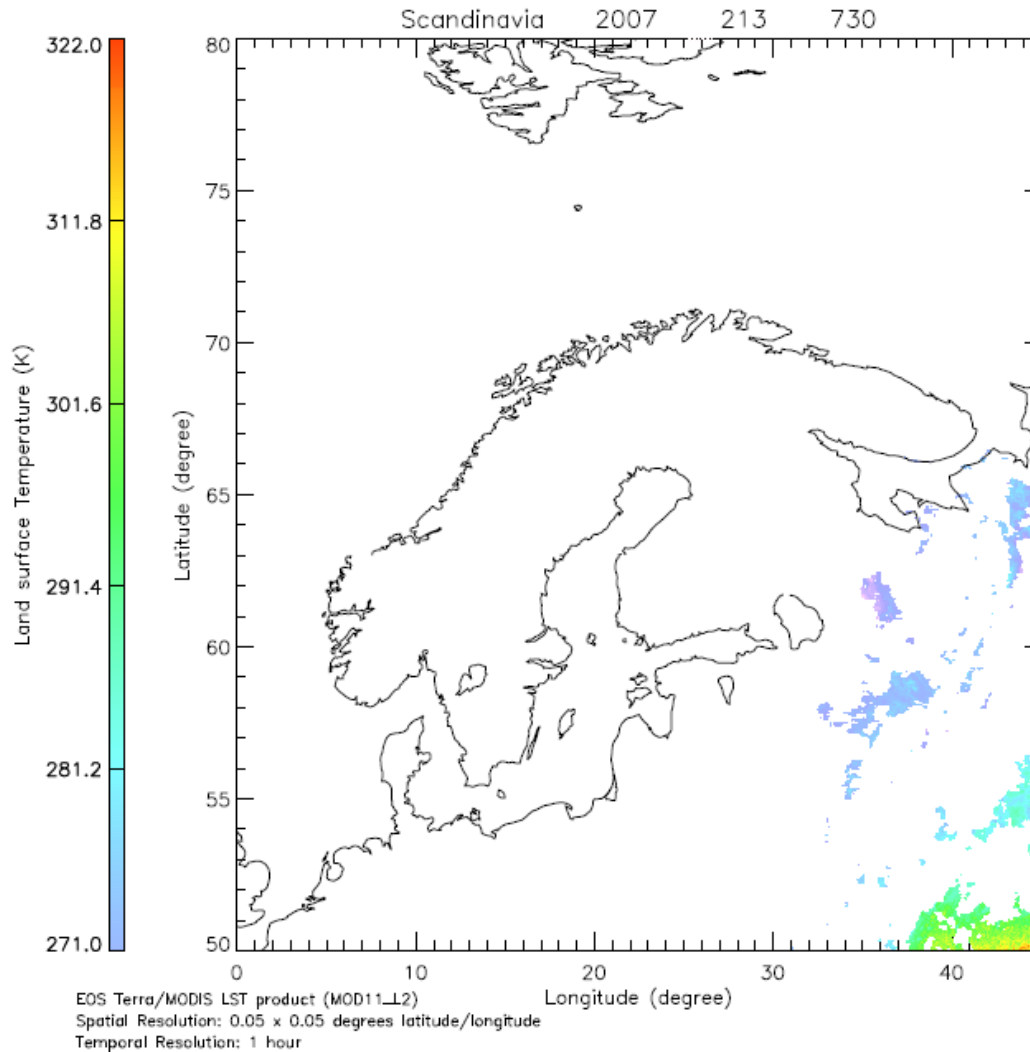 Scandinavia 2007 213 730
322.0
311.8
301.6
291.4
281.2
271.0
Land surface Temperature (K)
80
75
70
65
60
55
50
Latitude (degree)
0 10 20 30 40
Longitude (degree)
EOS Terra/MODIS LST product (MOD11_L2)
Spatial Resolution: 0.05 x 0.05 degrees latitude/longitude
Temporal Resolution: 1 hour